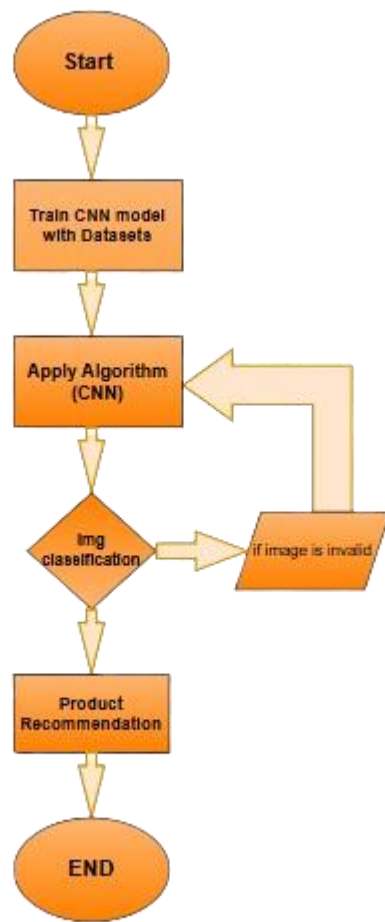 Start
Train CNN model
with Datasets
Apply Algorithm
(CNN)
Img
classification
if image is invalid
Product
Recommendation
END